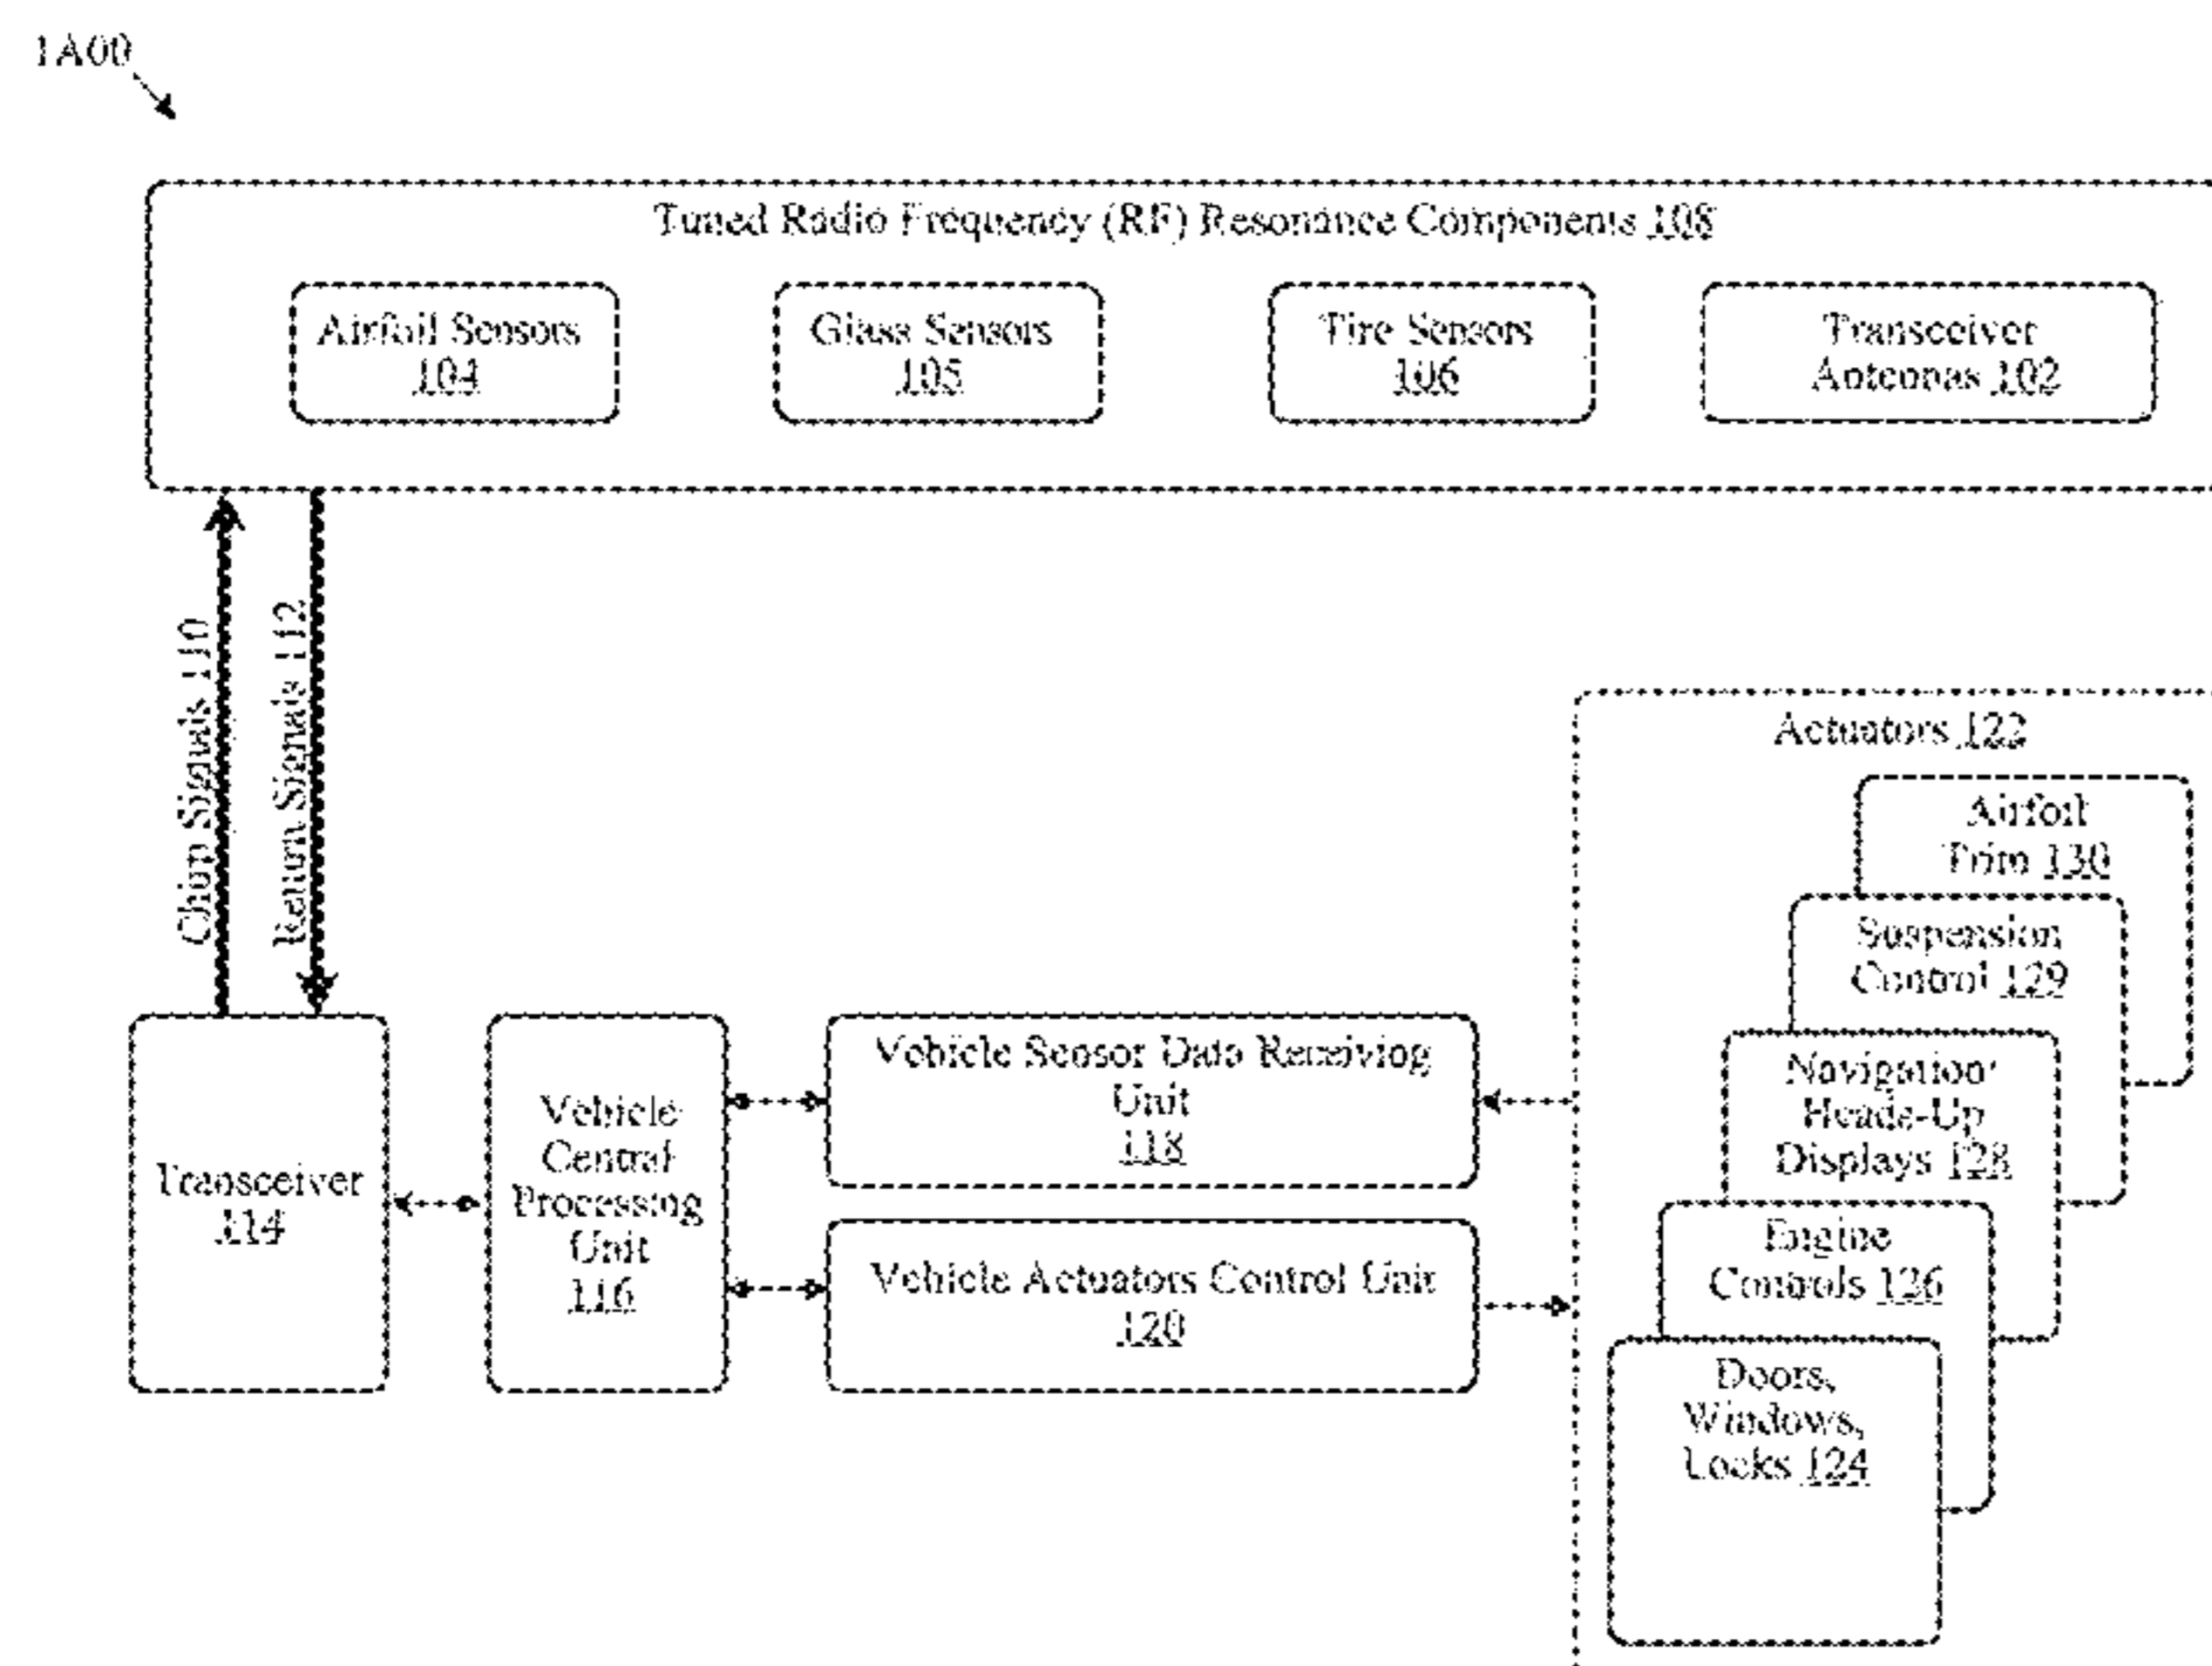 1A00
Tuned Radio Frequency (RF) Resonance Components 108
Airfoil Sensors
104
Glass Sensors
105
Tire Sensors
106
Transceiver
Antennas 102
Chirp Signals 110
Return Signals 112
Actuators 122
Airfoil
Trim 130
Suspension
Control 129
Navigation/
Heads-Up
Displays 128
Engine
Controls 126
Doors,
Windows,
Locks 124
Transceiver
114
Vehicle
Central
Processing
Unit
116
Vehicle Sensor Data Receiving
Unit
118
Vehicle Actuators Control Unit
120